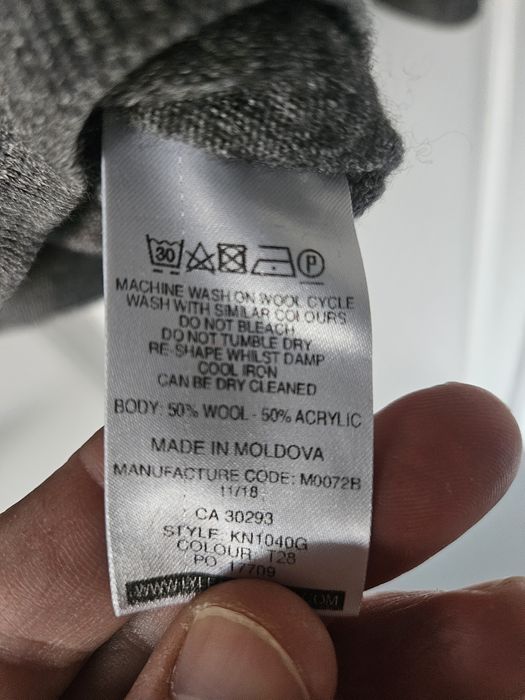 30 P
MACHINE WASH ON WOOL CYCLE
WASH WITH SIMILAR COLOURS
DO NOT BLEACH
DO NOT TUMBLE DRY
RE-SHAPE WHILST DAMP
COOL IRON
CAN BE DRY CLEANED
BODY: 50% WOOL - 50% ACRYLIC
MADE IN MOLDOVA
MANUFACTURE CODE: M0072B
11/18
CA 30293
STYLE: KN1040G
COLOUR: T28
PO 17709